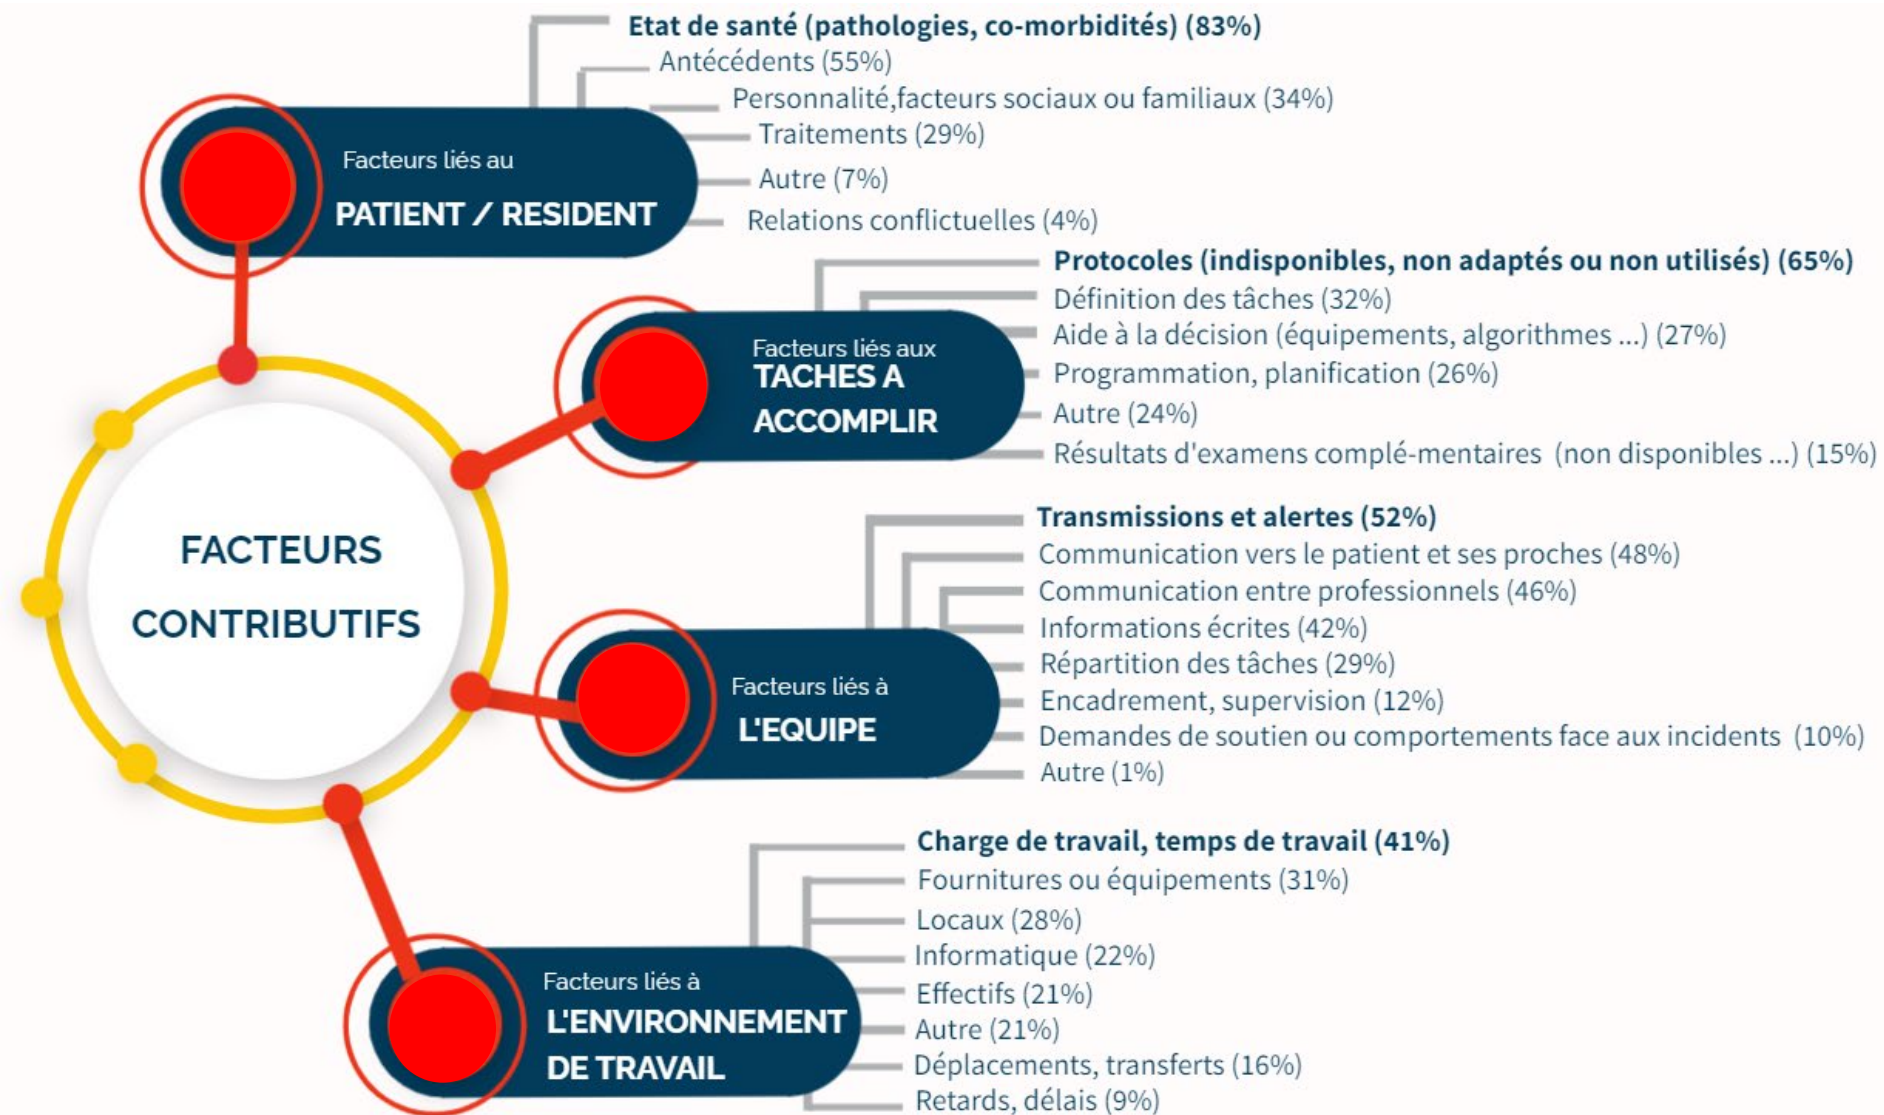 FACTEURS
CONTRIBUTIFS
Facteurs liés au
PATIENT / RESIDENT
Etat de santé (pathologies, co-morbidités) (83%)
Antécédents (55%)
Personnalité,facteurs sociaux ou familiaux (34%)
Traitements (29%)
Autre (7%)
Relations conflictuelles (4%)
Facteurs liés aux
TACHES A
ACCOMPLIR
Protocoles (indisponibles, non adaptés ou non utilisés) (65%)
Définition des tâches (32%)
Aide à la décision (équipements, algorithmes ...) (27%)
Programmation, planification (26%)
Autre (24%)
Résultats d'examens complé-mentaires (non disponibles ...) (15%)
Facteurs liés à
L'EQUIPE
Transmissions et alertes (52%)
Communication vers le patient et ses proches (48%)
Communication entre professionnels (46%)
Informations écrites (42%)
Répartition des tâches (29%)
Encadrement, supervision (12%)
Demandes de soutien ou comportements face aux incidents (10%)
Autre (1%)
Facteurs liés à
L'ENVIRONNEMENT
DE TRAVAIL
Charge de travail, temps de travail (41%)
Fournitures ou équipements (31%)
Locaux (28%)
Informatique (22%)
Effectifs (21%)
Autre (21%)
Déplacements, transferts (16%)
Retards, délais (9%)